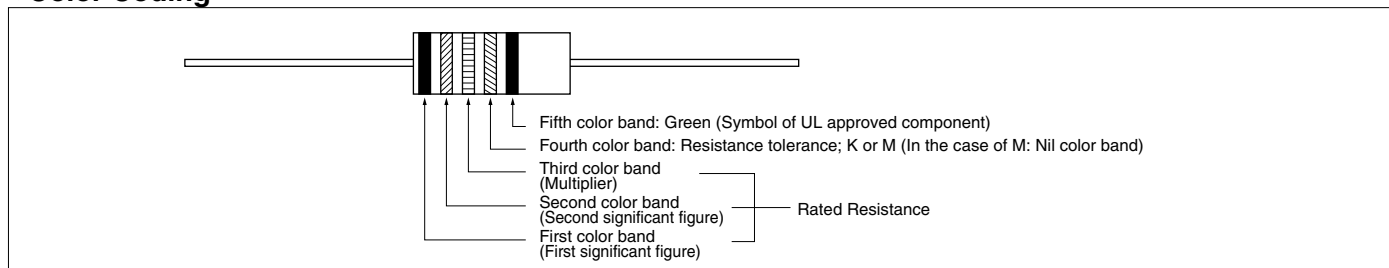 Color Coding
Fifth color band: Green (Symbol of UL approved component)
Fourth color band: Resistance tolerance; K or M (In the case of M: Nil color band)
Third color band
(Multiplier)
Second color band
(Second significant figure)
Rated Resistance
First color band
(First significant figure)